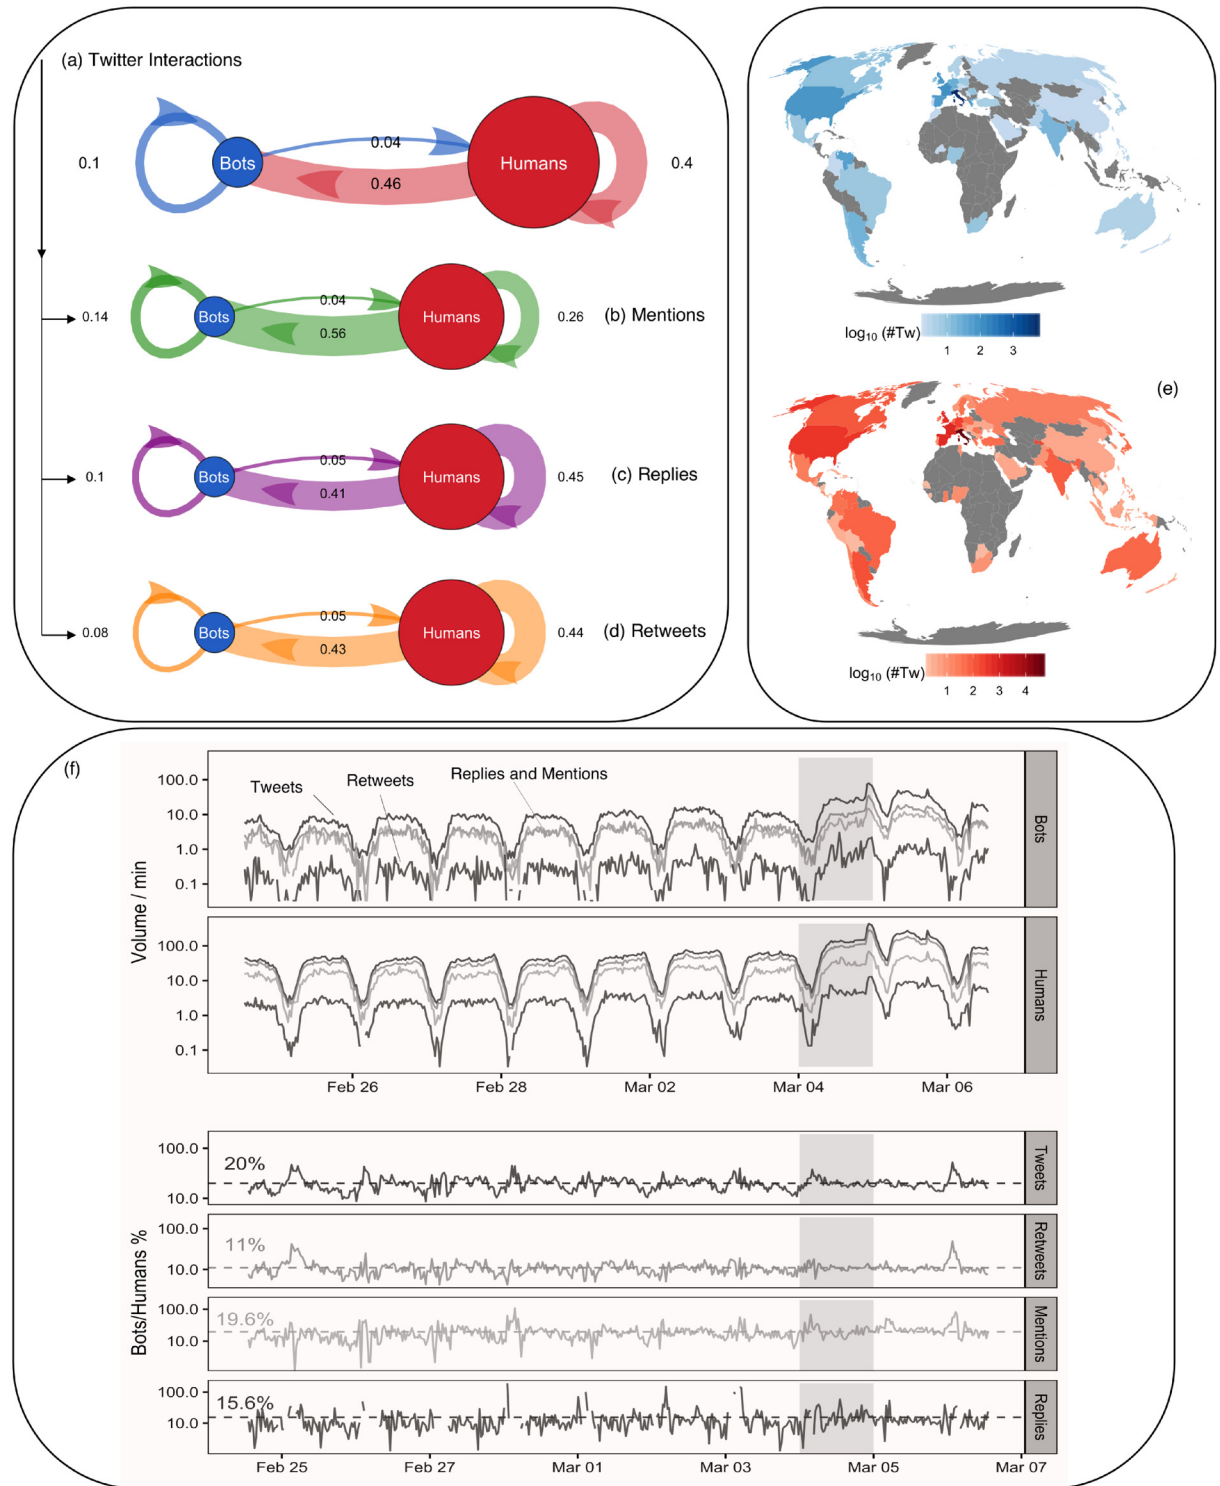 (a) Twitter Interactions
0.1
Bots
0.04
0.46
Humans
0.4
0.14
Bots
0.04
0.56
Humans
0.26
(b) Mentions
0.1
Bots
0.05
0.41
Humans
0.45
(c) Replies
0.08
Bots
0.05
0.43
Humans
0.44
(d) Retweets
log10 (#Tw)
1 2 3
(e)
log10 (#Tw)
1 2 3 4
(f)
Volume / min
Tweets
Retweets
Replies and Mentions
100.0
10.0
1.0
0.1
Bots
100.0
10.0
1.0
0.1
Humans
Feb 26 Feb 28 Mar 02 Mar 04 Mar 06
Bots/Humans %
100.0
20%
10.0
Tweets
100.0
11%
10.0
Retweets
100.0
19.6%
10.0
Mentions
100.0
15.6%
10.0
Replies
Feb 25 Feb 27 Mar 01 Mar 03 Mar 05 Mar 07